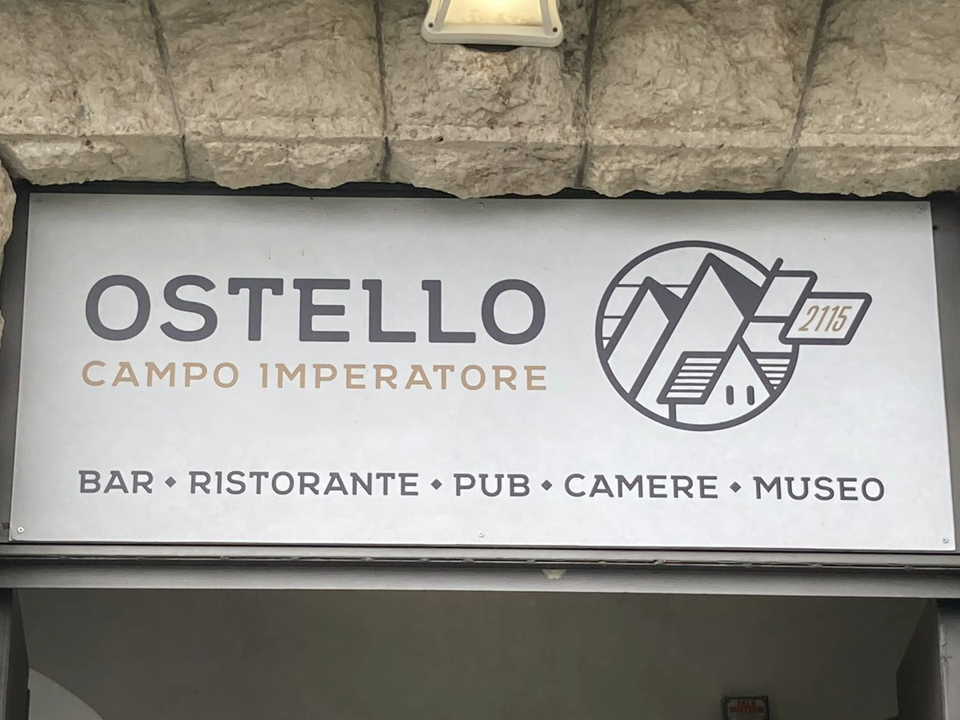 OSTELLO
CAMPO IMPERATORE
2115
BAR • RISTORANTE • PUB • CAMERE • MUSEO